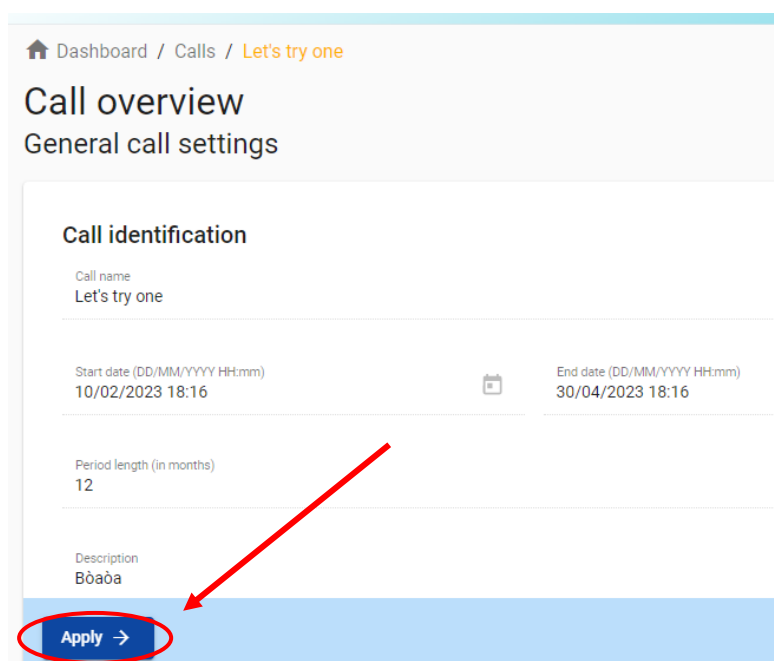 Dashboard / Calls / Let's try one
Call overview
General call settings
Call identification
Call name
Let's try one
Start date (DD/MM/YYYY HH:mm)
10/02/2023 18:16
End date (DD/MM/YYYY HH:mm)
30/04/2023 18:16
Period length (in months)
12
Description
Bòaòa
Apply →